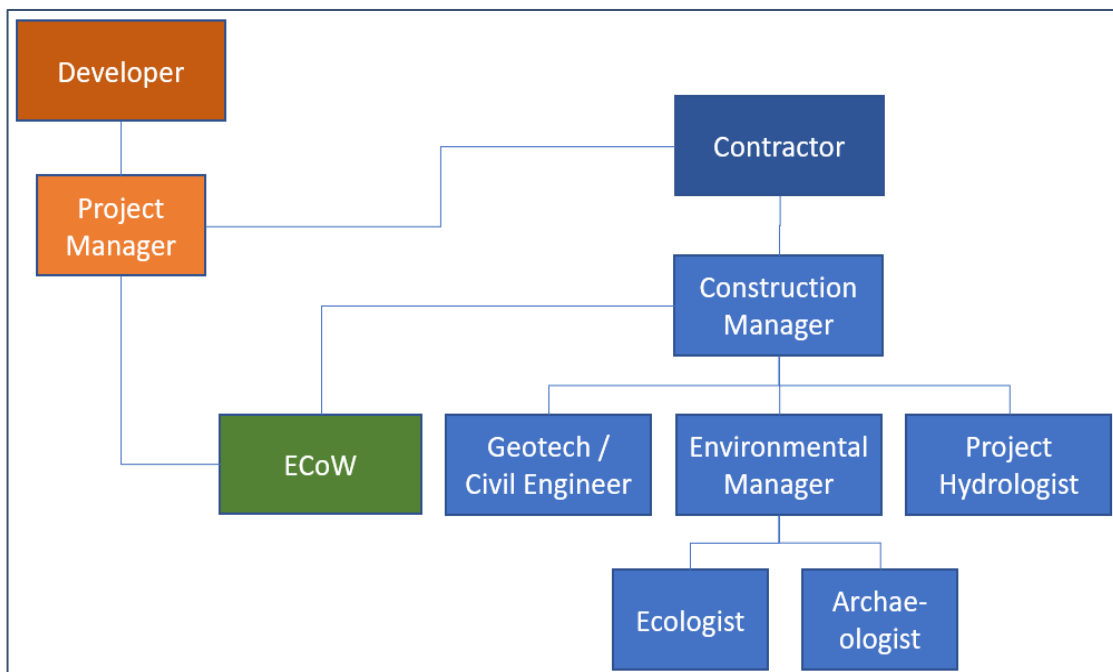 Developer
Contractor
Project
Manager
Construction
Manager
ECoW
Geotech /
Civil Engineer
Environmental
Manager
Project
Hydrologist
Ecologist
Archae-
ologist